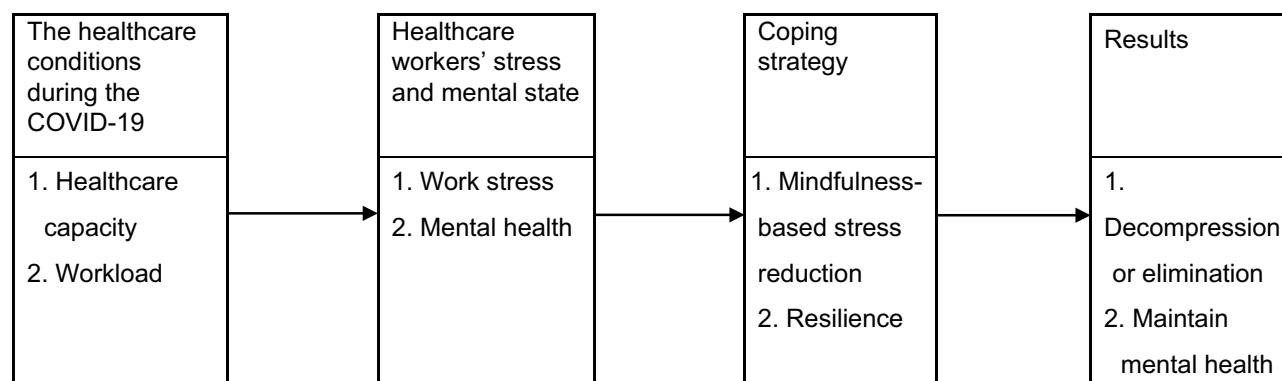 The healthcare
conditions
during the
COVID-19
1. Healthcare
capacity
2. Workload
Healthcare
workers’ stress
and mental state
1. Work stress
2. Mental health
Coping
strategy
1. Mindfulness-
based stress
reduction
2. Resilience
Results
1.
Decompression
or elimination
2. Maintain
mental health